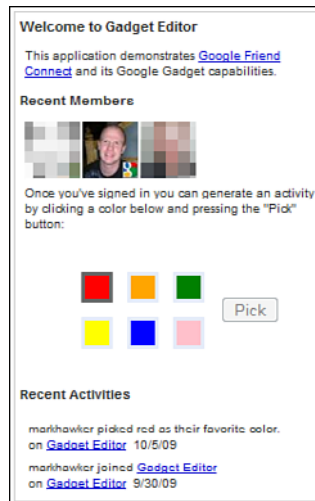 Welcome to Gadget Editor
This application demonstrates Google Friend
Connect and its Google Gadget capabilities.
Recent Members
Once you've signed in you can generate an activity
by clicking a color below and pressing the "Pick"
button:
Pick
Recent Activities
markhawker picked red as their favorite color.
on Gadget Editor 10/5/09
markhawker joined Gadget Editor
on Gadget Editor 9/30/09